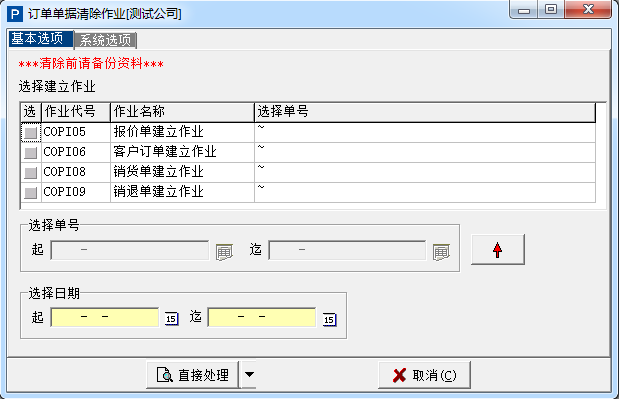 P 订单单据清除作业[测试公司]
基本选项 系统选项
***清除前请备份资料***
选择建立作业
选 作业代号 作业名称 选择单号
COPI05 报价单建立作业 ~
COPI06 客户订单建立作业 ~
COPI08 销货单建立作业 ~
COPI09 销退单建立作业 ~
选择单号
起 - 迄 -
选择日期
起 - - 15 迄 - - 15
直接处理 取消(C)